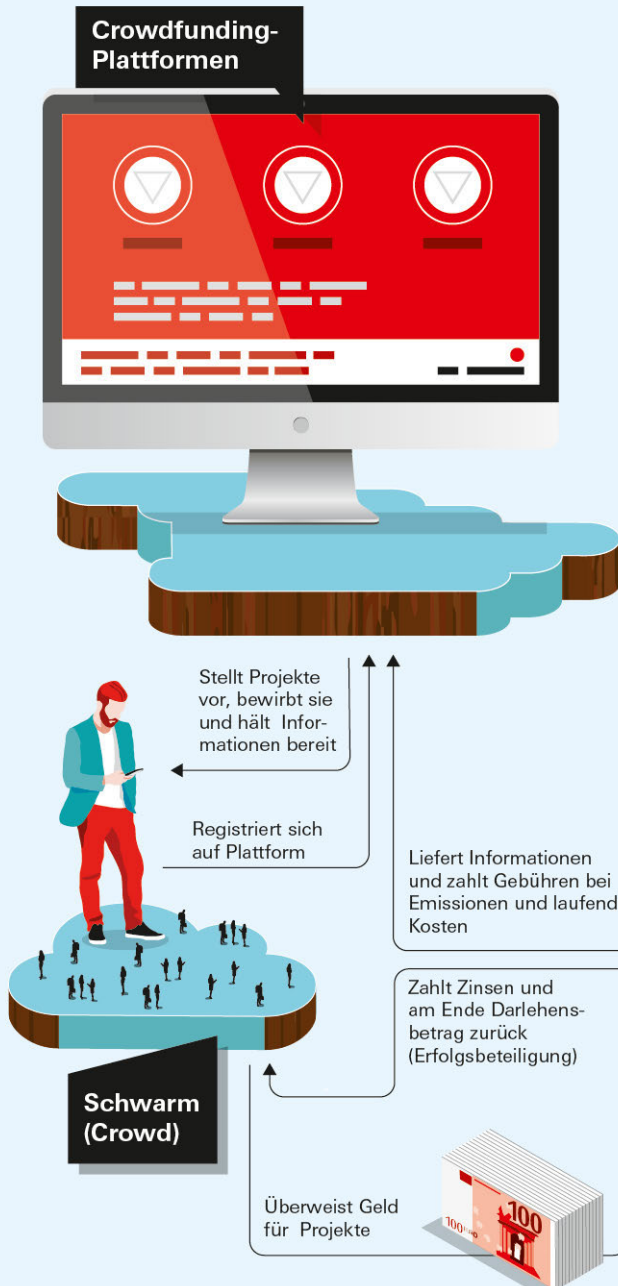 Crowdfunding-
Plattformen
Stellt Projekte
vor, bewirbt sie
und hält Infor-
mationen bereit
Registriert sich
auf Plattform
Liefert Informationen
und zahlt Gebühren bei
Emissionen und laufend
Kosten
Zahlt Zinsen und
am Ende Darlehens-
betrag zurück
(Erfolgsbeteiligung)
Schwarm
(Crowd)
Überweist Geld
für Projekte
100
100